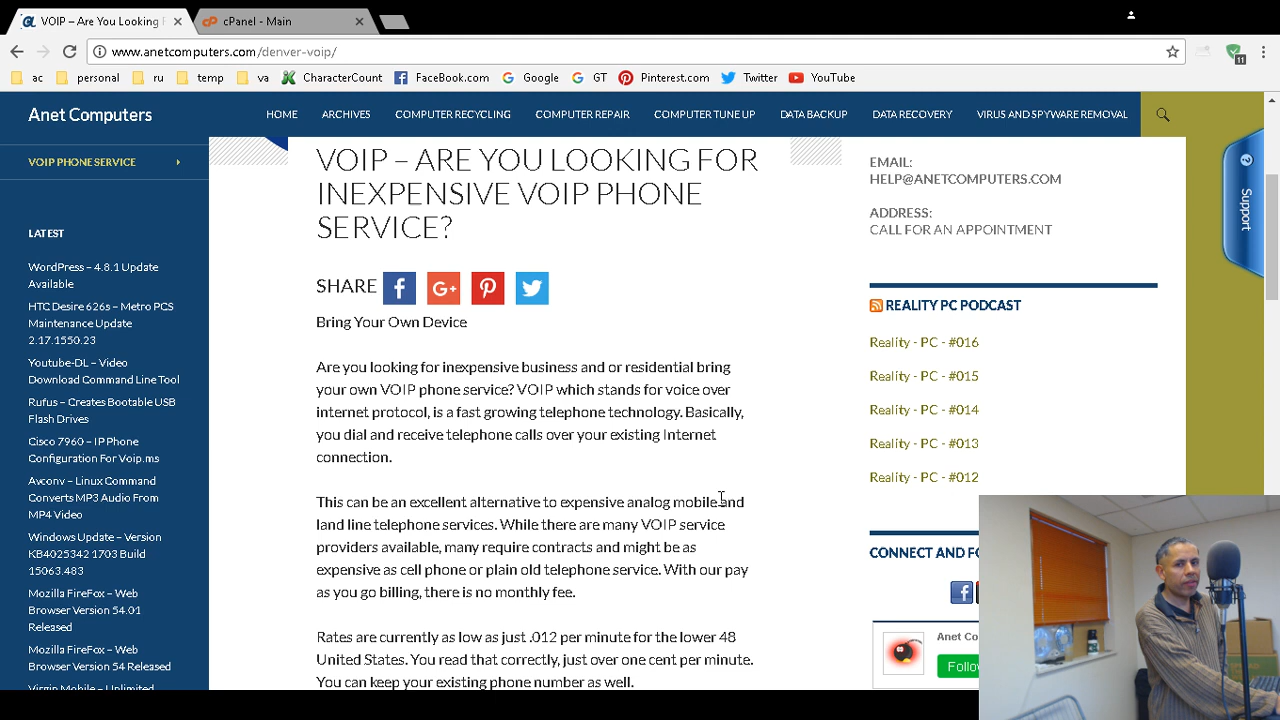 VOIP – Are You Looking F
cPanel - Main
www.anetcomputers.com/denver-voip/
11
ac
personal
ru
temp
va
CharacterCount
FaceBook.com
Google
GT
Pinterest.com
Twitter
YouTube
Anet Computers
HOME
ARCHIVES
COMPUTER RECYCLING
COMPUTER REPAIR
COMPUTER TUNE UP
DATA BACKUP
DATA RECOVERY
VIRUS AND SPYWARE REMOVAL
VOIP PHONE SERVICE
LATEST
WordPress – 4.8.1 Update
Available
HTC Desire 626s – Metro PCS
Maintenance Update
2.17.1550.23
Youtube-DL – Video
Download Command Line Tool
Rufus – Creates Bootable USB
Flash Drives
Cisco 7960 – IP Phone
Configuration For Voip.ms
Avconv – Linux Command
Converts MP3 Audio From
MP4 Video
Windows Update – Version
KB4025342 1703 Build
15063.483
Mozilla FireFox – Web
Browser Version 54.01
Released
Mozilla FireFox – Web
Browser Version 54 Released
Virgin Mobile – Unlimited
VOIP – ARE YOU LOOKING FOR
INEXPENSIVE VOIP PHONE
SERVICE?
SHARE
Bring Your Own Device
Are you looking for inexpensive business and or residential bring
your own VOIP phone service? VOIP which stands for voice over
internet protocol, is a fast growing telephone technology. Basically,
you dial and receive telephone calls over your existing Internet
connection.
This can be an excellent alternative to expensive analog mobile and
land line telephone services. While there are many VOIP service
providers available, many require contracts and might be as
expensive as cell phone or plain old telephone service. With our pay
as you go billing, there is no monthly fee.
Rates are currently as low as just .012 per minute for the lower 48
United States. You read that correctly, just over one cent per minute.
You can keep your existing phone number as well.
EMAIL:
HELP@ANETCOMPUTERS.COM
ADDRESS:
CALL FOR AN APPOINTMENT
REALITY PC PODCAST
Reality - PC - #016
Reality - PC - #015
Reality - PC - #014
Reality - PC - #013
Reality - PC - #012
CONNECT AND FO
Anet Co
Follow
Support